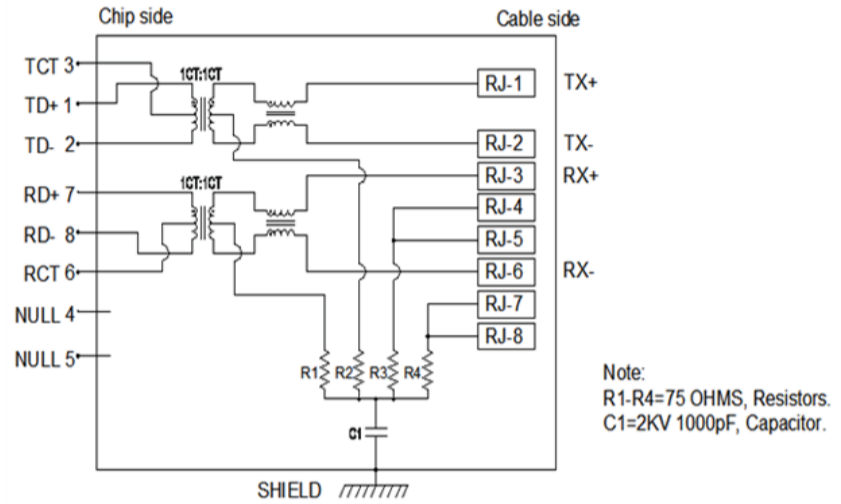 Chip side
Cable side
TCT 3
1CT:1CT
TD+ 1
TD- 2
RJ-1 TX+
RJ-2 TX-
RJ-3 RX+
RD+ 7
1CT:1CT
RJ-4
RD- 8
RJ-5
RCT 6
RJ-6 RX-
NULL 4
RJ-7
RJ-8
NULL 5
R1 R2 R3 R4
C1
SHIELD
Note:
R1-R4=75 OHMS, Resistors.
C1=2KV 1000pF, Capacitor.